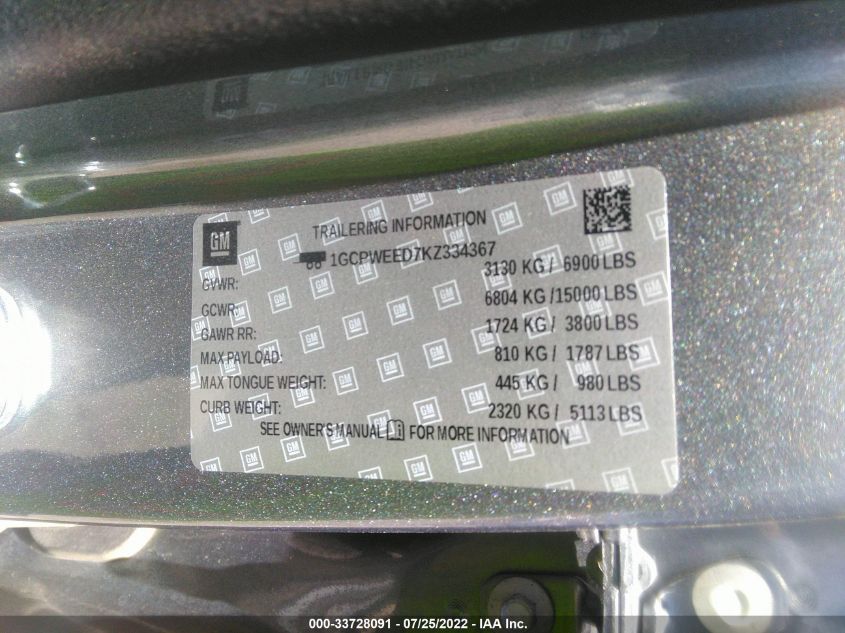 GM
TRAILERING INFORMATION
88 1GCPWEED7KZ334367
GVWR: 3130 KG / 6900 LBS
GCWR: 6804 KG / 15000 LBS
GAWR RR: 1724 KG / 3800 LBS
MAX PAYLOAD: 810 KG / 1787 LBS
MAX TONGUE WEIGHT: 445 KG / 980 LBS
CURB WEIGHT: 2320 KG / 5113 LBS
SEE OWNER'S MANUAL FOR MORE INFORMATION
000-33728091 - 07/25/2022 - IAA Inc.